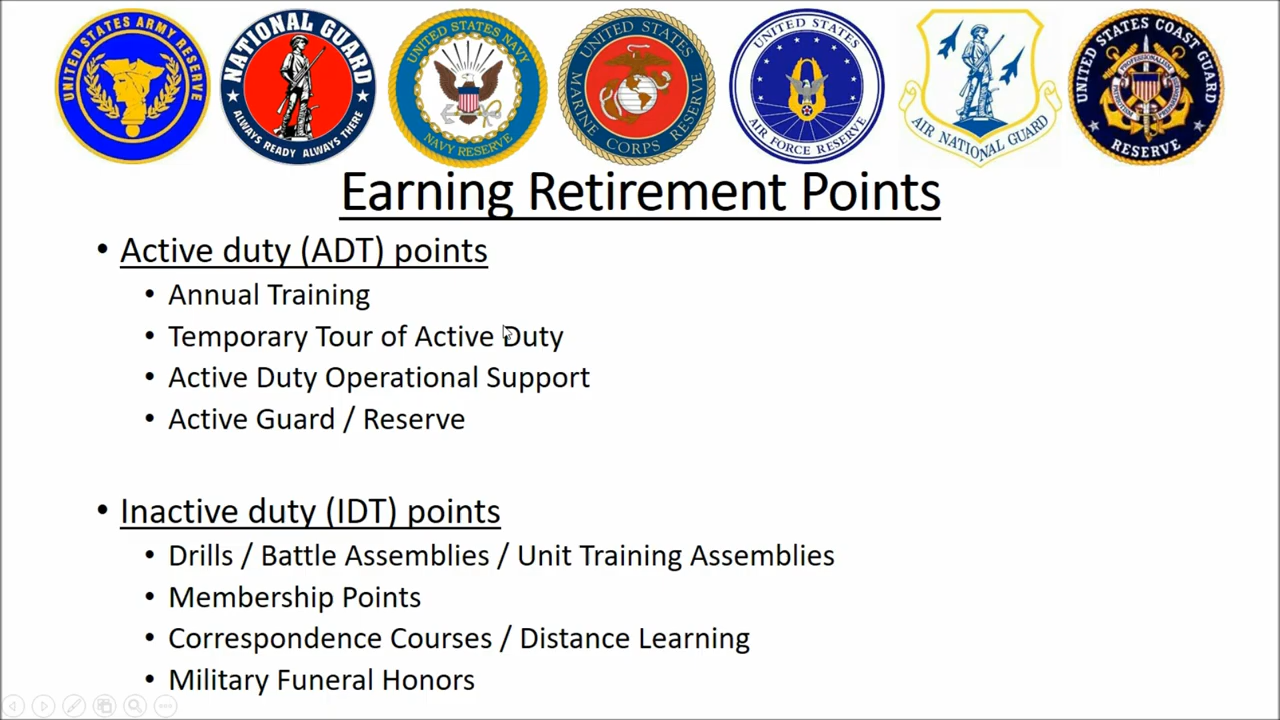 UNITED STATES ARMY RESERVE
NATIONAL GUARD
ALWAYS READY ALWAYS THERE
UNITED STATES NAVY
NAVY RESERVE
UNITED STATES
MARINE CORPS RESERVE
UNITED STATES
AIR FORCE RESERVE
AIR NATIONAL GUARD
UNITED STATES COAST GUARD
RESERVE
Earning Retirement Points
• Active duty (ADT) points
• Annual Training
• Temporary Tour of Active Duty
• Active Duty Operational Support
• Active Guard / Reserve
• Inactive duty (IDT) points
• Drills / Battle Assemblies / Unit Training Assemblies
• Membership Points
• Correspondence Courses / Distance Learning
• Military Funeral Honors